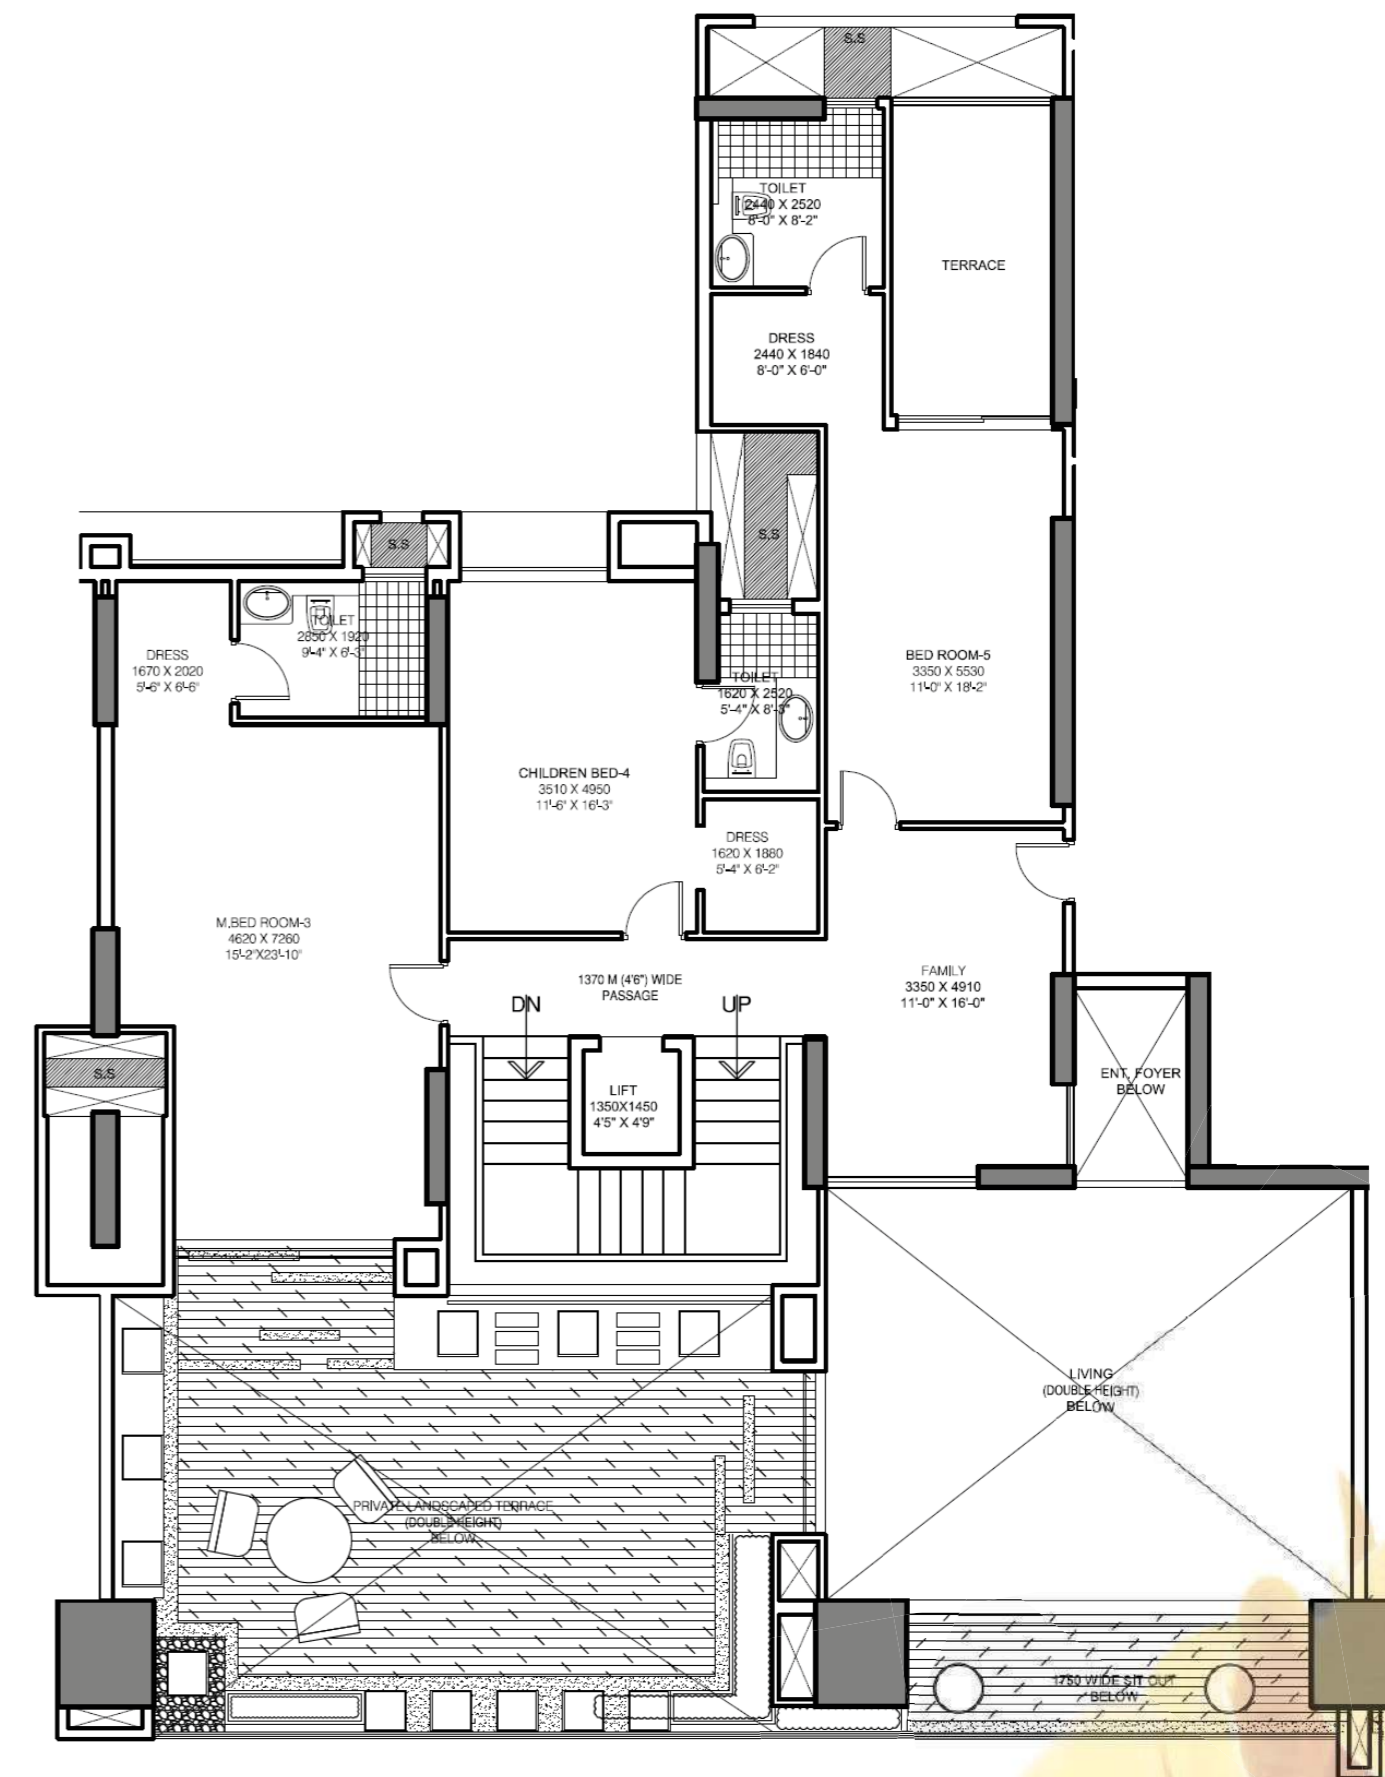 S.S
TOILET
2440 X 2520
8'-0" X 8'-2"
TERRACE
DRESS
2440 X 1840
8'-0" X 6'-0"
S.S
S.S
TOILET
2850 X 1920
9'-4" X 6'-3"
DRESS
1670 X 2020
5'-6" X 6'-6"
BED ROOM-5
3350 X 5530
11'-0" X 18'-2"
TOILET
1620 X 2520
5'-4" X 8'-3"
CHILDREN BED-4
3510 X 4950
11'-6" X 16'-3"
DRESS
1620 X 1880
5'-4" X 6'-2"
M.BED ROOM-3
4620 X 7260
15'-2"X23'-10"
1370 M (4'6") WIDE
PASSAGE
FAMILY
3350 X 4910
11'-0" X 16'-0"
DN
UP
S.S
LIFT
1350X1450
4'5" X 4'9"
ENT. FOYER
BELOW
LIVING
(DOUBLE HEIGHT)
BELOW
PRIVATE LANDSCAPED TERRACE
(DOUBLE HEIGHT)
BELOW
1750 WIDE SIT OUT
BELOW